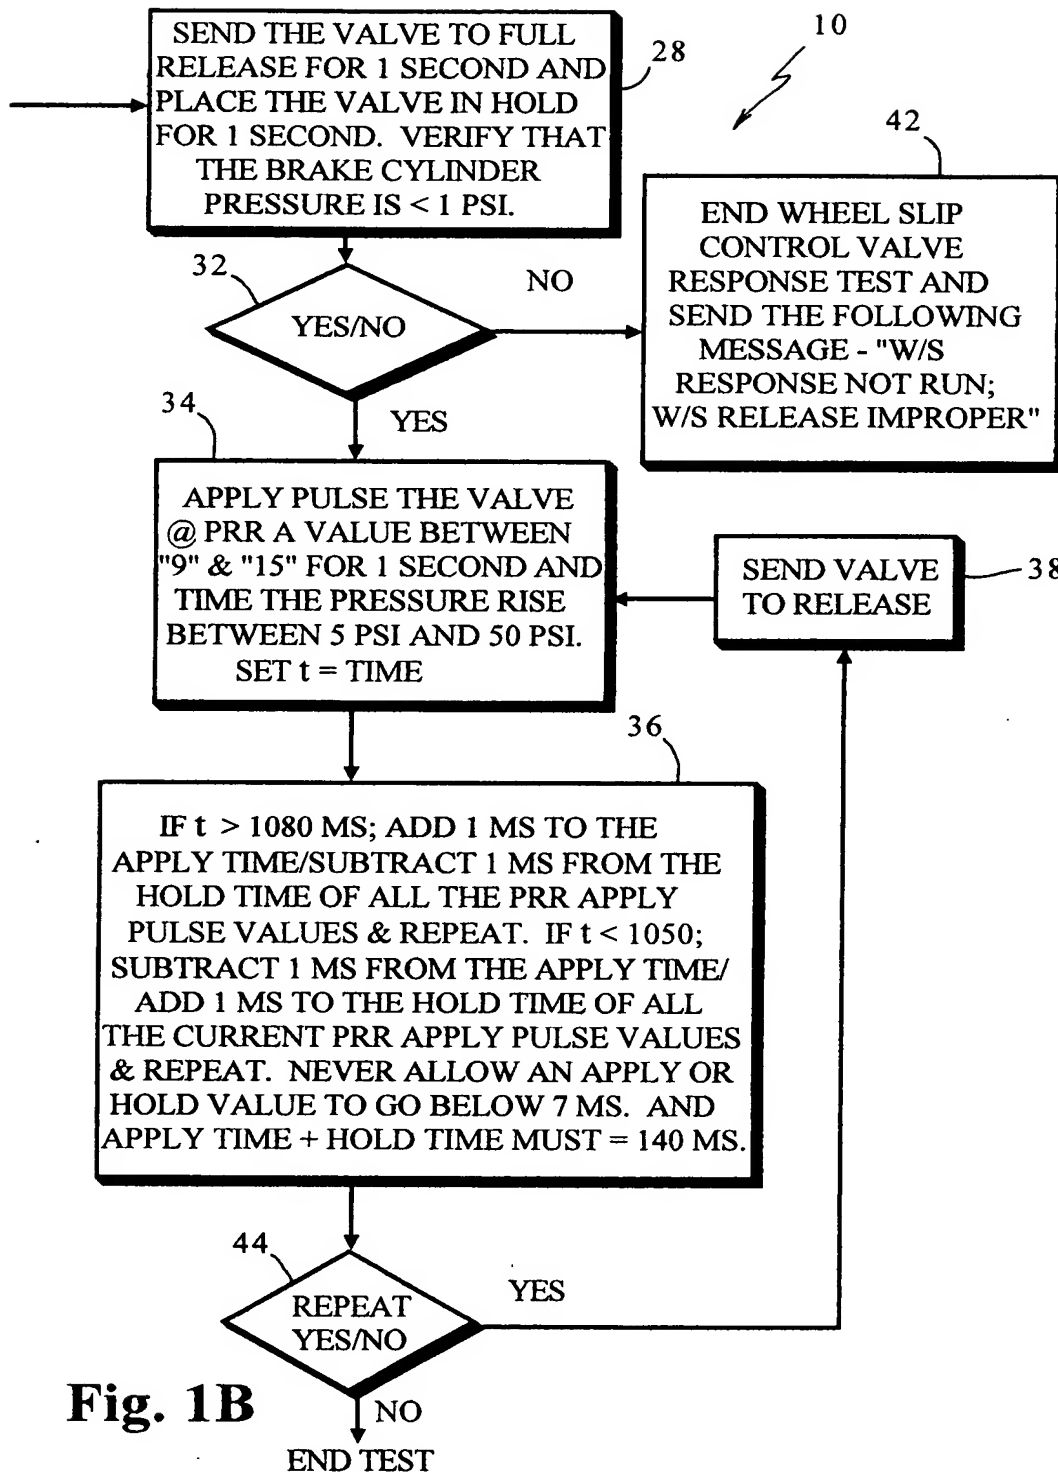 SEND THE VALVE TO FULL
RELEASE FOR 1 SECOND AND
PLACE THE VALVE IN HOLD
FOR 1 SECOND. VERIFY THAT
THE BRAKE CYLINDER
PRESSURE IS < 1 PSI.
28
10
42
END WHEEL SLIP
CONTROL VALVE
RESPONSE TEST AND
SEND THE FOLLOWING
MESSAGE - "W/S
RESPONSE NOT RUN;
W/S RELEASE IMPROPER"
32
YES/NO
NO
YES
34
APPLY PULSE THE VALVE
@ PRR A VALUE BETWEEN
"9" & "15" FOR 1 SECOND AND
TIME THE PRESSURE RISE
BETWEEN 5 PSI AND 50 PSI.
SET t = TIME
SEND VALVE
TO RELEASE
38
36
IF t > 1080 MS; ADD 1 MS TO THE
APPLY TIME/SUBTRACT 1 MS FROM THE
HOLD TIME OF ALL THE PRR APPLY
PULSE VALUES & REPEAT. IF t < 1050;
SUBTRACT 1 MS FROM THE APPLY TIME/
ADD 1 MS TO THE HOLD TIME OF ALL
THE CURRENT PRR APPLY PULSE VALUES
& REPEAT. NEVER ALLOW AN APPLY OR
HOLD VALUE TO GO BELOW 7 MS. AND
APPLY TIME + HOLD TIME MUST = 140 MS.
44
REPEAT
YES/NO
YES
NO
END TEST
Fig. 1B